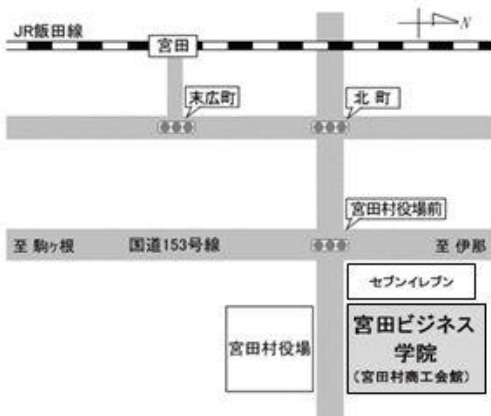 JR飯田線
N
宮田
末広町
北 町
宮田村役場前
至 駒ヶ根
国道153号線
至 伊那
セブンイレブン
宮田村役場
宮田ビジネス
学院
(宮田村商工会館)